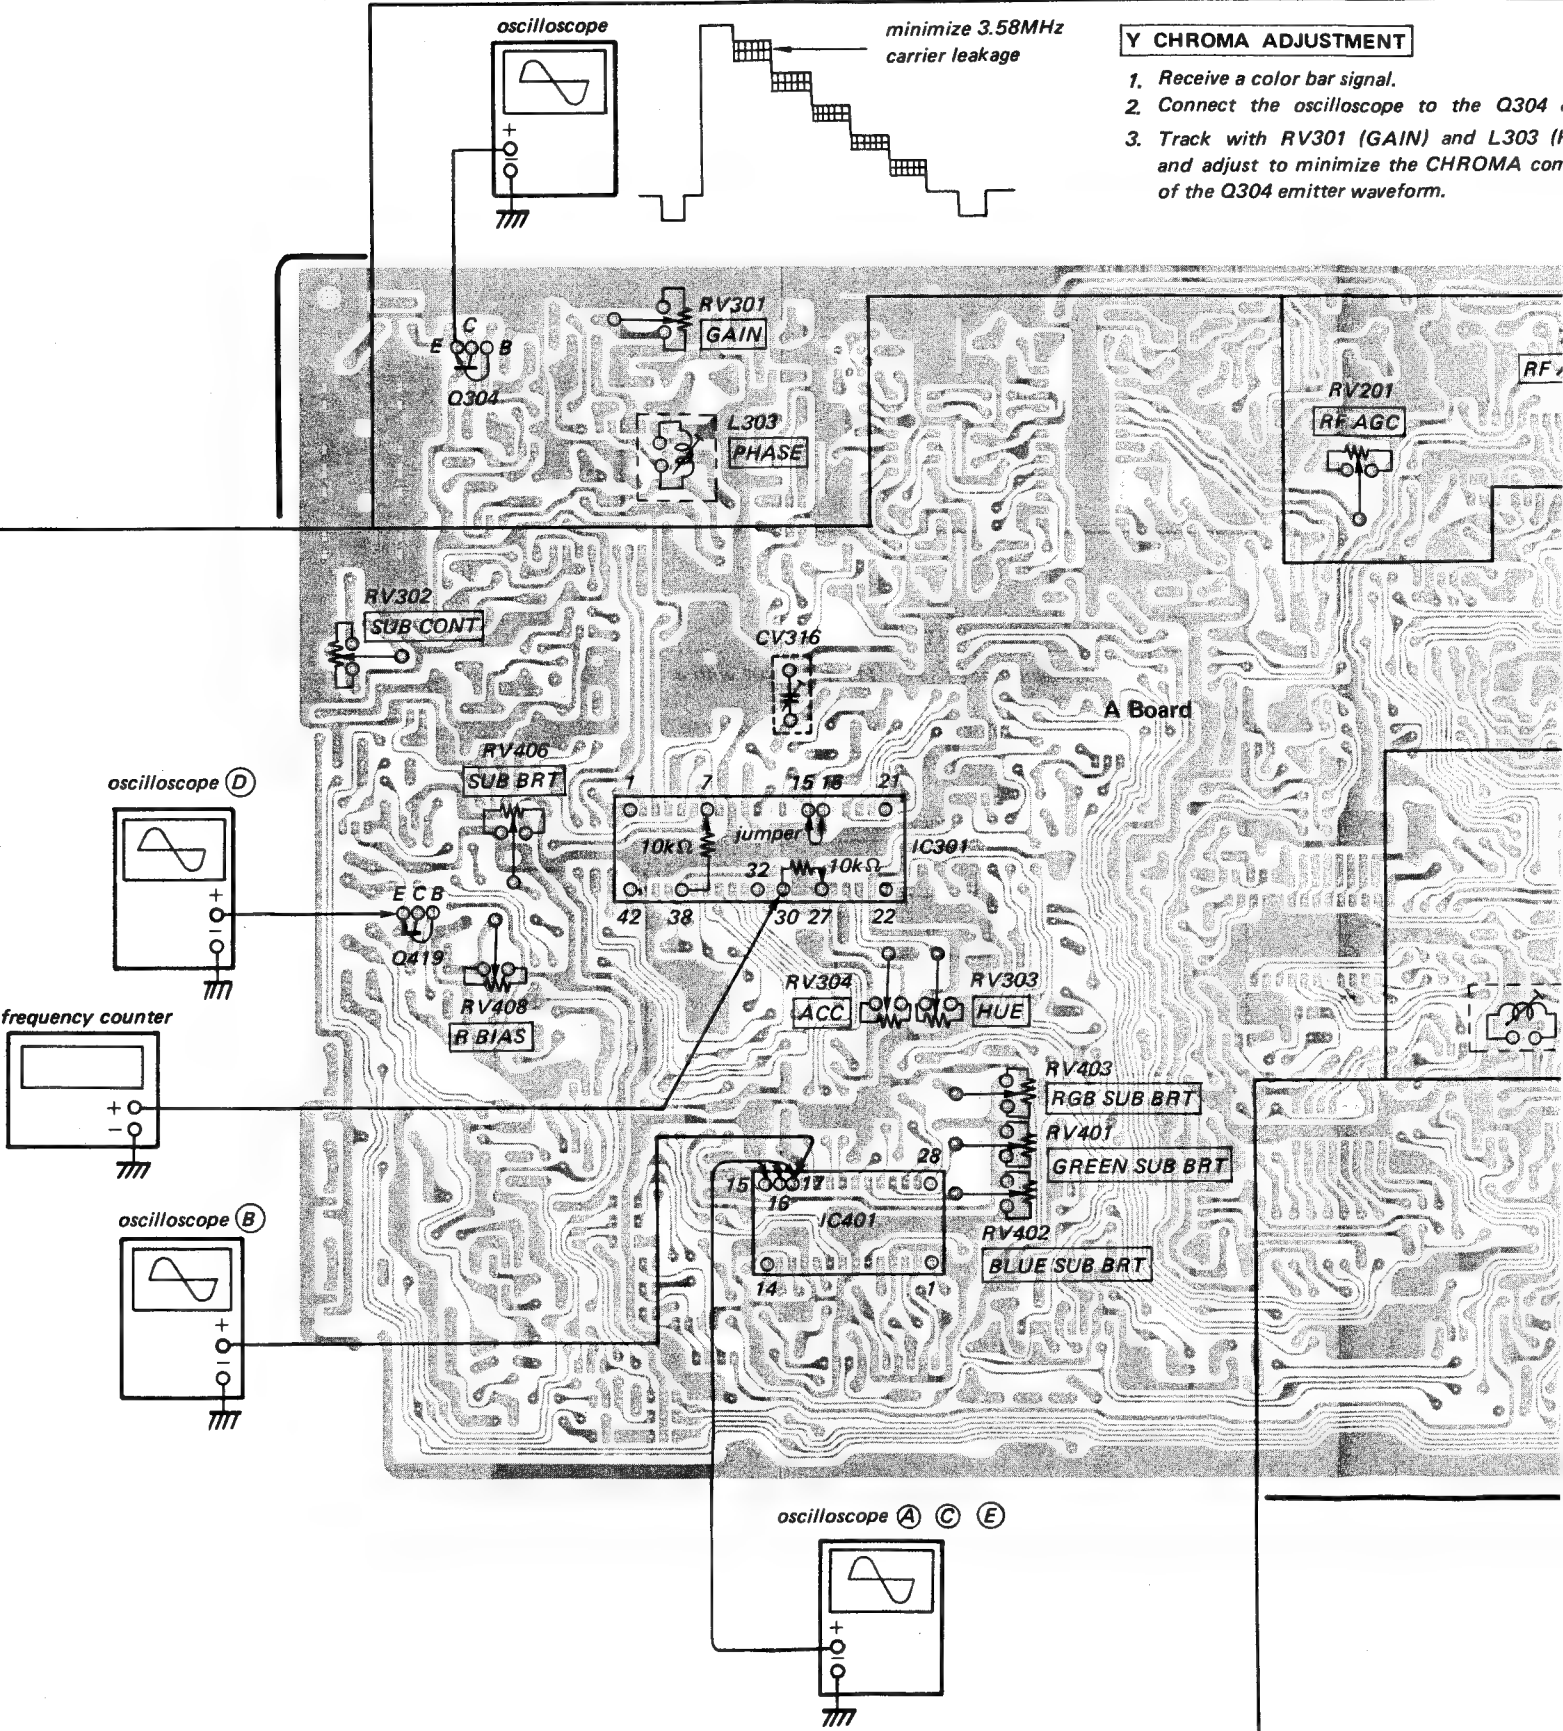 oscilloscope
minimize 3.58MHz
carrier leakage
Y CHROMA ADJUSTMENT
1. Receive a color bar signal.
2. Connect the oscilloscope to the Q304
3. Track with RV301 (GAIN) and L303
and adjust to minimize the CHROMA
of the Q304 emitter waveform.
+
−
RV301
GAIN
C
E
B
Q304
L303
PHASE
RV201
RF AGC
RF
RV302
SUB CONT
CV316
A Board
RV406
SUB BRT
oscilloscope D
+
−
1
7
15
16
21
10kΩ
jumper
IC301
32
10kΩ
42
38
30
27
22
E C B
Q419
RV408
B BIAS
RV304
ACC
RV303
HUE
frequency counter
+
−
RV403
RGB SUB BRT
RV401
GREEN SUB BRT
28
15
17
16
IC401
RV402
BLUE SUB BRT
14
1
oscilloscope B
+
−
oscilloscope A C E
+
−